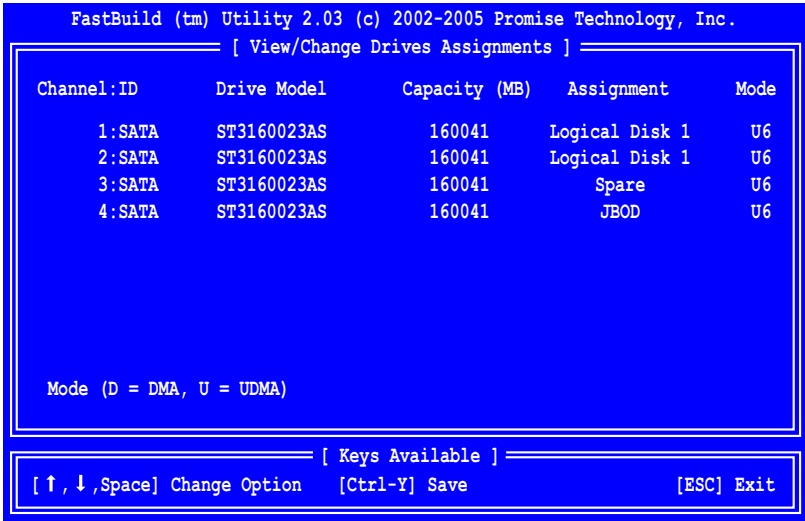 FastBuild (tm) Utility 2.03 (c) 2002-2005 Promise Technology, Inc.
[ View/Change Drives Assignments ]
Channel:ID Drive Model Capacity (MB) Assignment Mode
1:SATA ST3160023AS 160041 Logical Disk 1 U6
2:SATA ST3160023AS 160041 Logical Disk 1 U6
3:SATA ST3160023AS 160041 Spare U6
4:SATA ST3160023AS 160041 JBOD U6
Mode (D = DMA, U = UDMA)
[ Keys Available ]
[↑,↓,Space] Change Option [Ctrl-Y] Save [ESC] Exit